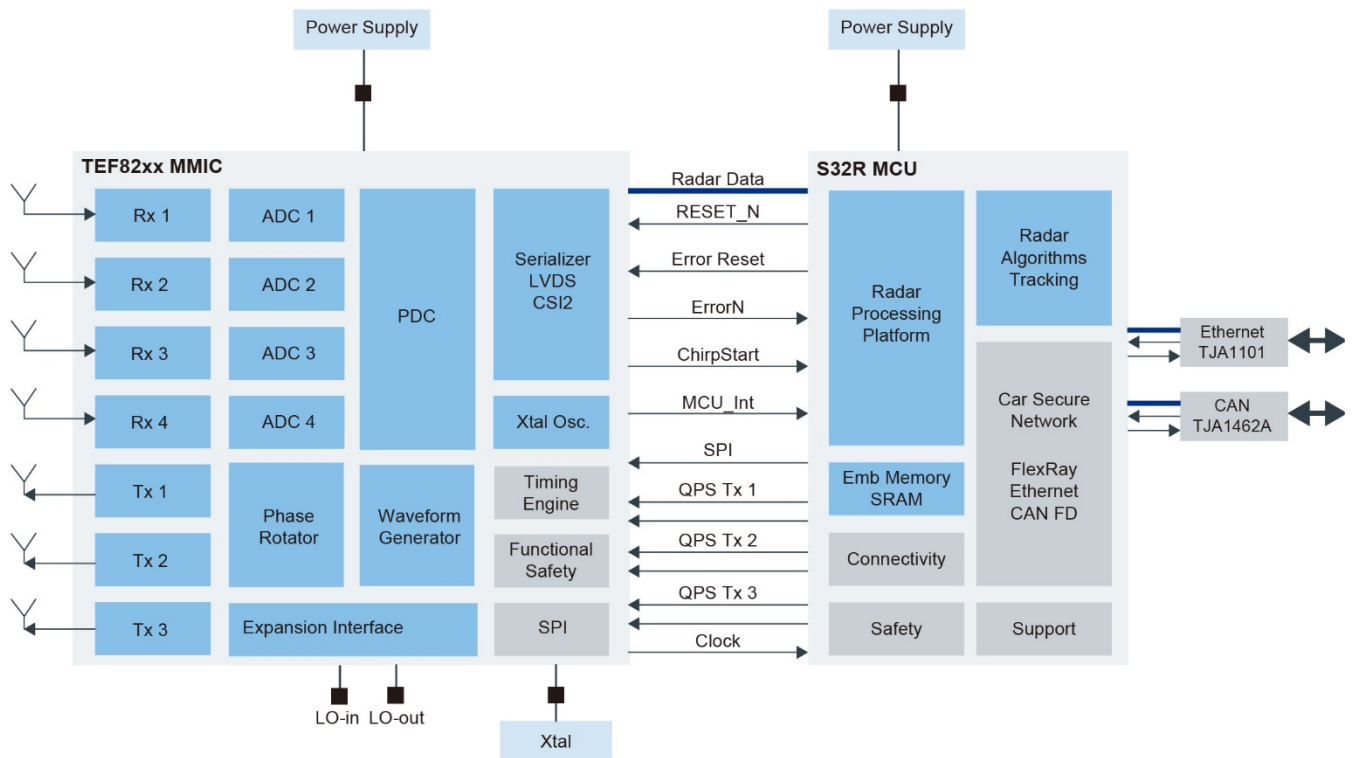 Power Supply
Power Supply
TEF82xx MMIC
Rx 1
Rx 2
Rx 3
Rx 4
Tx 1
Tx 2
Tx 3
ADC 1
ADC 2
ADC 3
ADC 4
PDC
Phase
Rotator
Waveform
Generator
Expansion Interface
Serializer
LVDS
CSI2
Xtal Osc.
Timing
Engine
Functional
Safety
SPI
LO-in
LO-out
Xtal
Radar Data
RESET_N
Error Reset
ErrorN
ChirpStart
MCU_Int
SPI
QPS Tx 1
QPS Tx 2
QPS Tx 3
Clock
S32R MCU
Radar
Processing
Platform
Emb Memory
SRAM
Connectivity
Safety
Radar
Algorithms
Tracking
Car Secure
Network
FlexRay
Ethernet
CAN FD
Support
Ethernet
TJA1101
CAN
TJA1462A